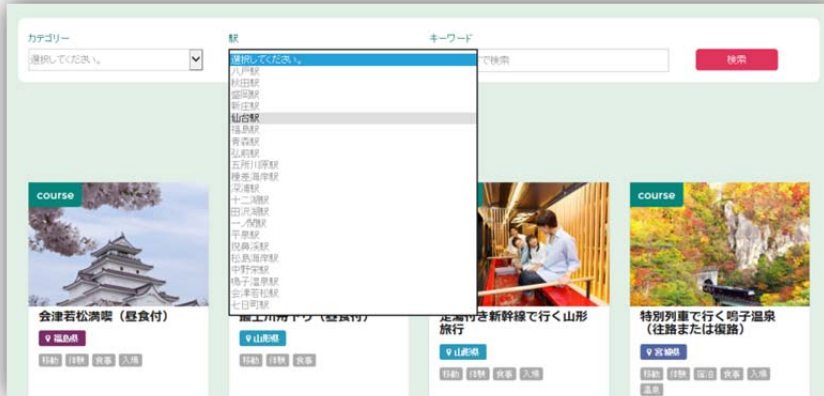 カテゴリー
選択してください。
駅
選択してください。
八戸駅
秋田駅
盛岡駅
新庄駅
仙台駅
福島駅
青森駅
弘前駅
五所川原駅
種差海岸駅
深浦駅
十二湖駅
田沢湖駅
一ノ関駅
平泉駅
猊鼻渓駅
松島海岸駅
中野栄駅
鳴子温泉駅
会津若松駅
七日町駅
キーワード
で検索
検索
course
会津若松満喫（昼食付）
福島県
移動 体験 食事 入場
最上川舟下り（昼食付）
山形県
移動 体験 食事
足湯付き新幹線で行く山形
旅行
山形県
移動 体験 食事 入場
course
特別列車で行く鳴子温泉
（往路または復路）
宮城県
移動 体験 宿泊 食事 入場
温泉